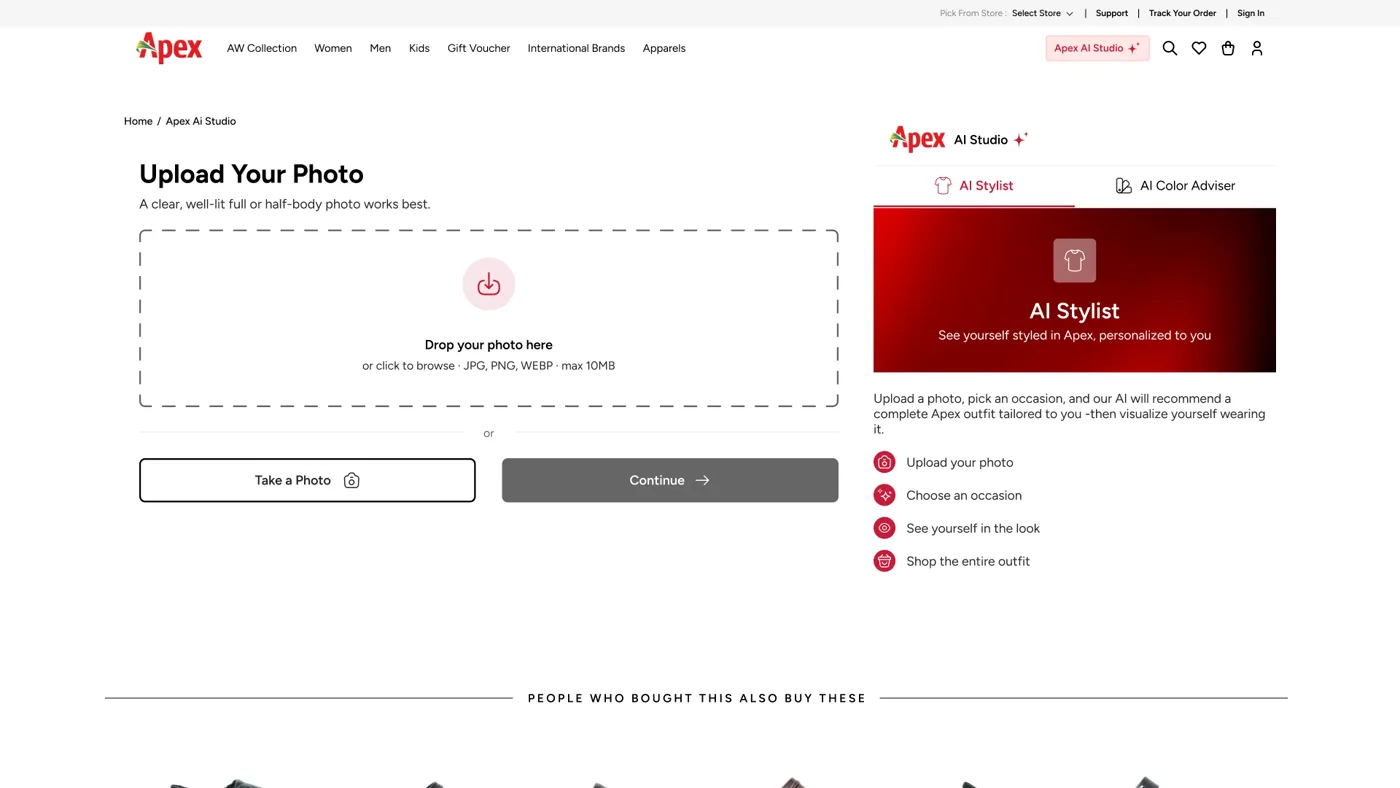 Pick From Store : Select Store | Support | Track Your Order | Sign In
Apex AW Collection Women Men Kids Gift Voucher International Brands Apparels Apex AI Studio
Home / Apex Ai Studio
Upload Your Photo
A clear, well-lit full or half-body photo works best.
Drop your photo here
or click to browse · JPG, PNG, WEBP · max 10MB
or
Take a Photo
Continue
Apex AI Studio
AI Stylist
AI Color Adviser
AI Stylist
See yourself styled in Apex, personalized to you
Upload a photo, pick an occasion, and our AI will recommend a
complete Apex outfit tailored to you -then visualize yourself wearing
it.
Upload your photo
Choose an occasion
See yourself in the look
Shop the entire outfit
PEOPLE WHO BOUGHT THIS ALSO BUY THESE